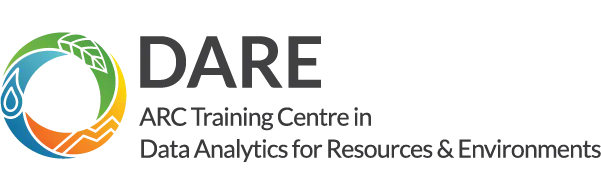 DARE
ARC Training Centre in
Data Analytics for Resources & Environments